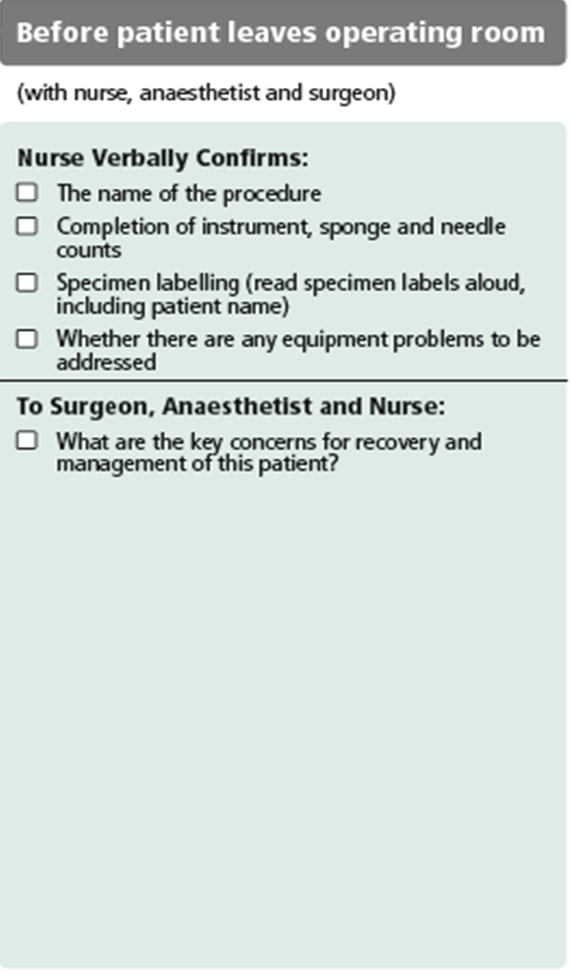 Before patient leaves operating room
(with nurse, anaesthetist and surgeon)
Nurse Verbally Confirms:
The name of the procedure
Completion of instrument, sponge and needle
counts
Specimen labelling (read specimen labels aloud,
including patient name)
Whether there are any equipment problems to be
addressed
To Surgeon, Anaesthetist and Nurse:
What are the key concerns for recovery and
management of this patient?